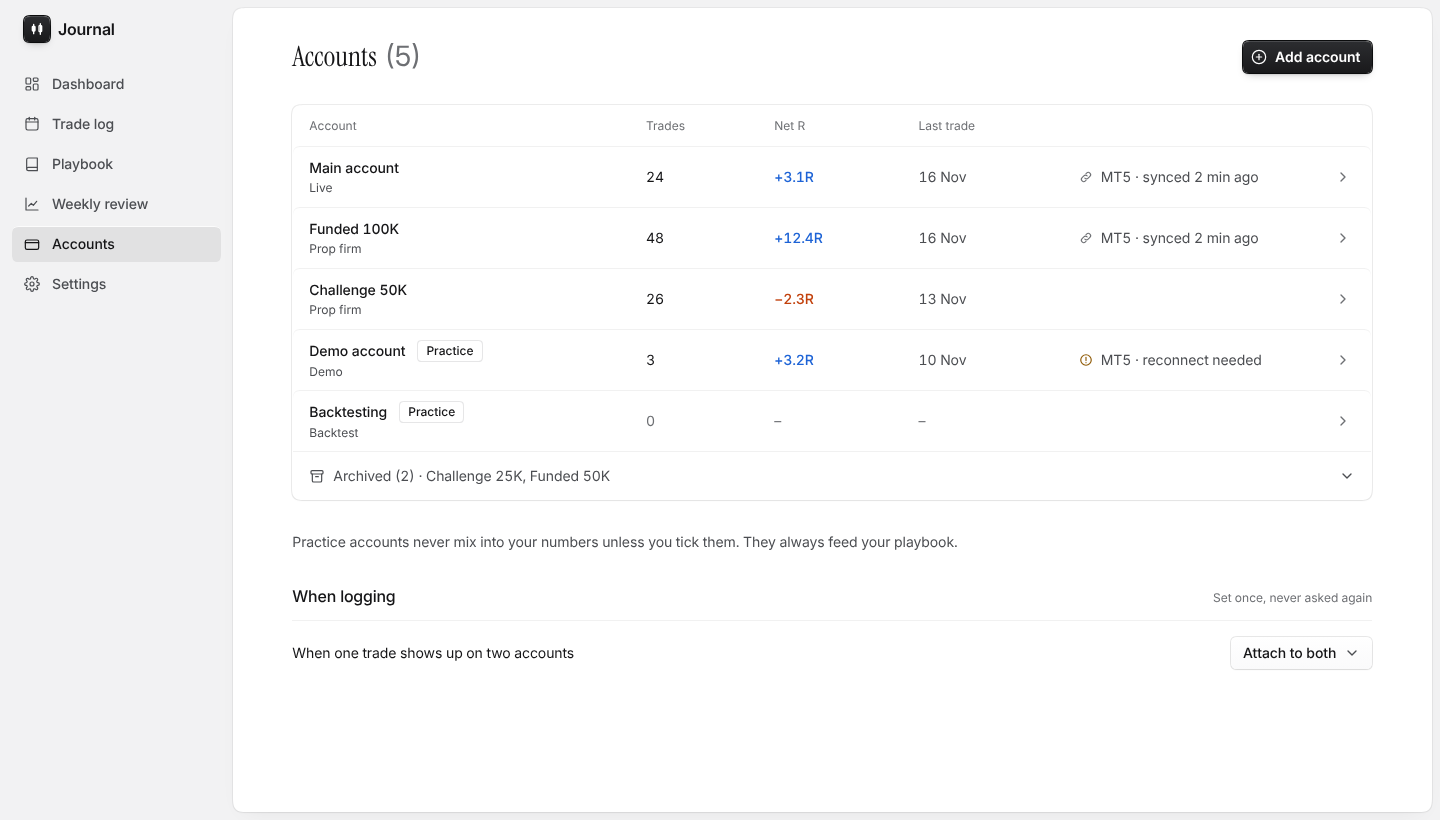 Journal
Dashboard
Trade log
Playbook
Weekly review
Accounts
Settings
Accounts (5)
Add account
Account Trades Net R Last trade
Main account
Live
24 +3.1R 16 Nov MT5 · synced 2 min ago
Funded 100K
Prop firm
48 +12.4R 16 Nov MT5 · synced 2 min ago
Challenge 50K
Prop firm
26 −2.3R 13 Nov
Demo account Practice
Demo
3 +3.2R 10 Nov MT5 · reconnect needed
Backtesting Practice
Backtest
0 – –
Archived (2) · Challenge 25K, Funded 50K
Practice accounts never mix into your numbers unless you tick them. They always feed your playbook.
When logging Set once, never asked again
When one trade shows up on two accounts Attach to both